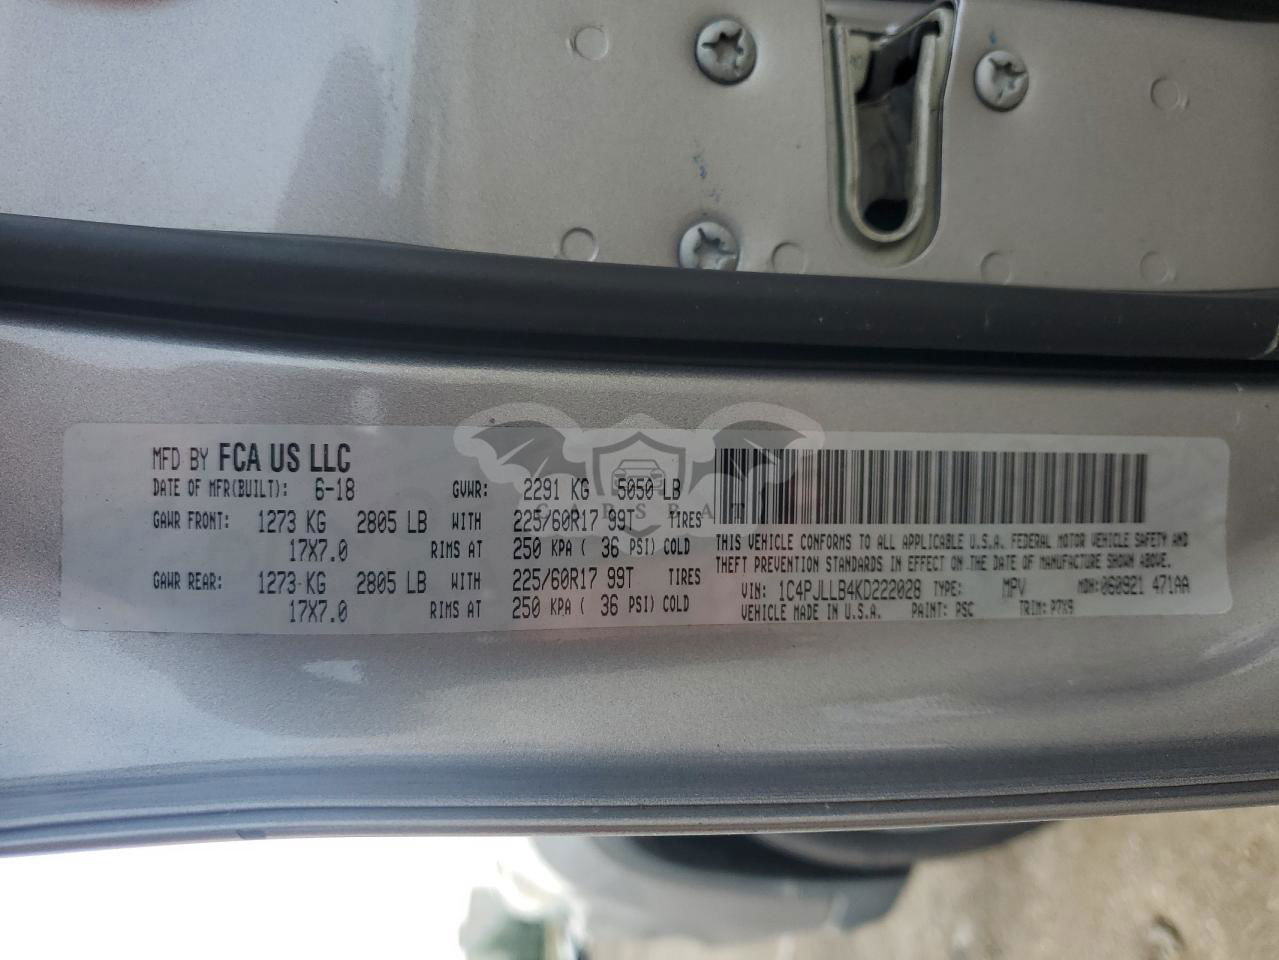 MFD BY FCA US LLC
DATE OF MFR(BUILT): 6-18 GVWR: 2291 KG 5050 LB
GAWR FRONT: 1273 KG 2805 LB WITH 225/60R17 99T TIRES
17X7.0 RIMS AT 250 KPA ( 36 PSI) COLD
GAWR REAR: 1273 KG 2805 LB WITH 225/60R17 99T TIRES
17X7.0 RIMS AT 250 KPA ( 36 PSI) COLD
CARSBAT
THIS VEHICLE CONFORMS TO ALL APPLICABLE U.S.A. FEDERAL MOTOR VEHICLE SAFETY AND
THEFT PREVENTION STANDARDS IN EFFECT ON THE DATE OF MANUFACTURE SHOWN ABOVE.
VIN: 1C4PJLLB4KD222028 TYPE: MPV MDH:060921 471AA
VEHICLE MADE IN U.S.A. PAINT: PSC TRIM: P7X9